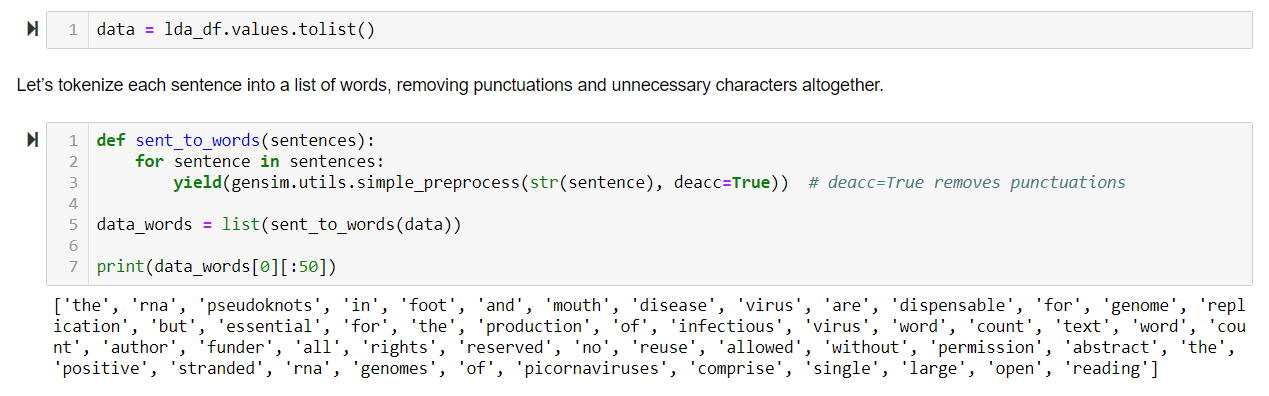 1 data = lda_df.values.tolist()
Let's tokenize each sentence into a list of words, removing punctuations and unnecessary characters altogether.
1 def sent_to_words(sentences):
2     for sentence in sentences:
3         yield(gensim.utils.simple_preprocess(str(sentence), deacc=True))  # deacc=True removes punctuations
4
5 data_words = list(sent_to_words(data))
6
7 print(data_words[0][:50])
['the', 'rna', 'pseudoknots', 'in', 'foot', 'and', 'mouth', 'disease', 'virus', 'are', 'dispensable', 'for', 'genome', 'repl
ication', 'but', 'essential', 'for', 'the', 'production', 'of', 'infectious', 'virus', 'word', 'count', 'text', 'word', 'cou
nt', 'author', 'funder', 'all', 'rights', 'reserved', 'no', 'reuse', 'allowed', 'without', 'permission', 'abstract', 'the',
'positive', 'stranded', 'rna', 'genomes', 'of', 'picornaviruses', 'comprise', 'single', 'large', 'open', 'reading']